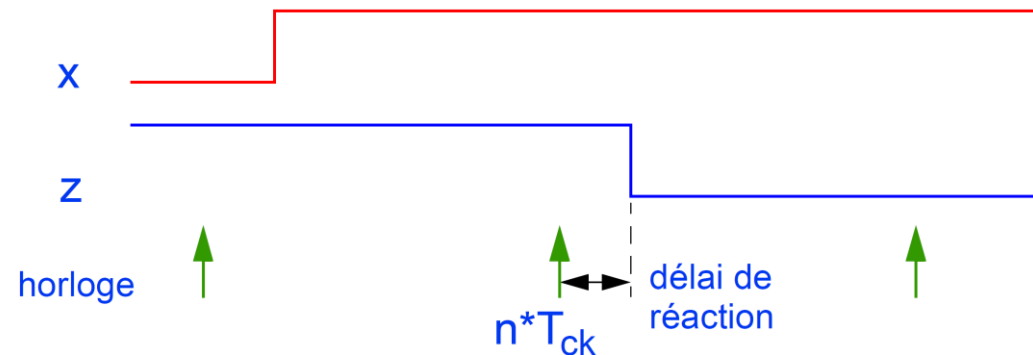 x
z
horloge
n*Tck
délai de
réaction